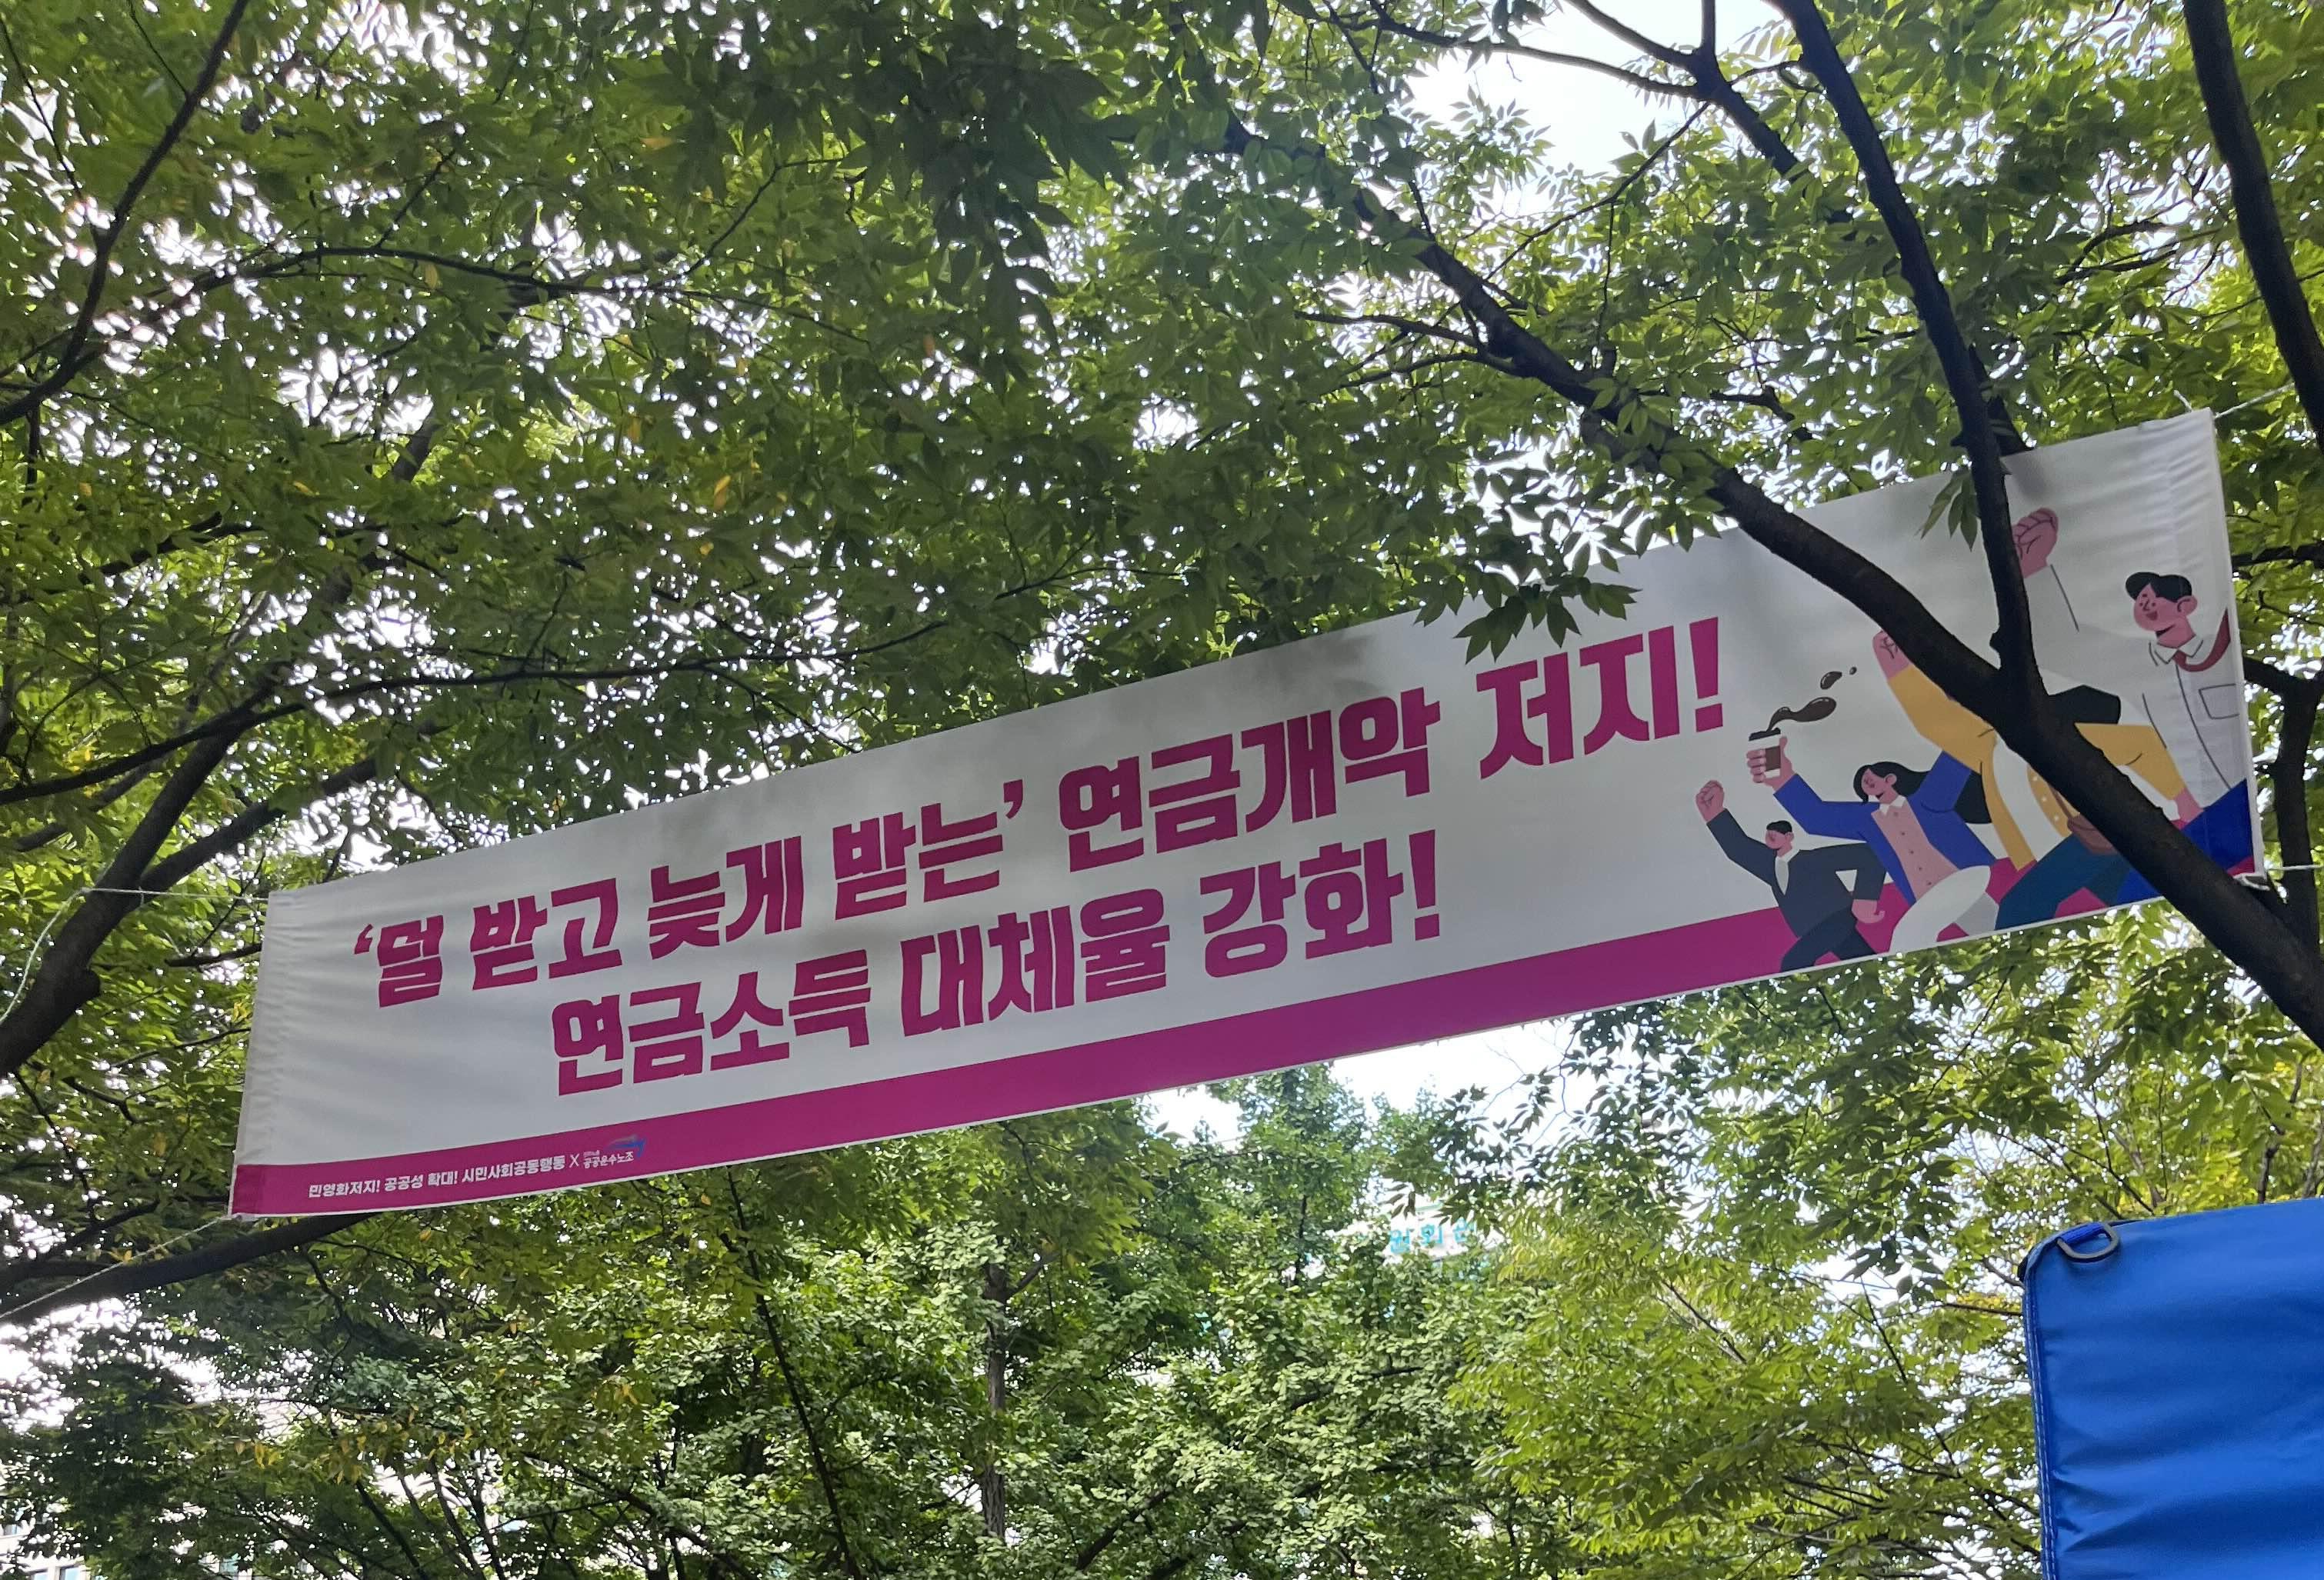 ‘덜 받고 늦게 받는’ 연금개악 저지!
연금소득 대체율 강화!
민영화저지! 공공성 확대! 시민사회공동행동 X 공공운수노조